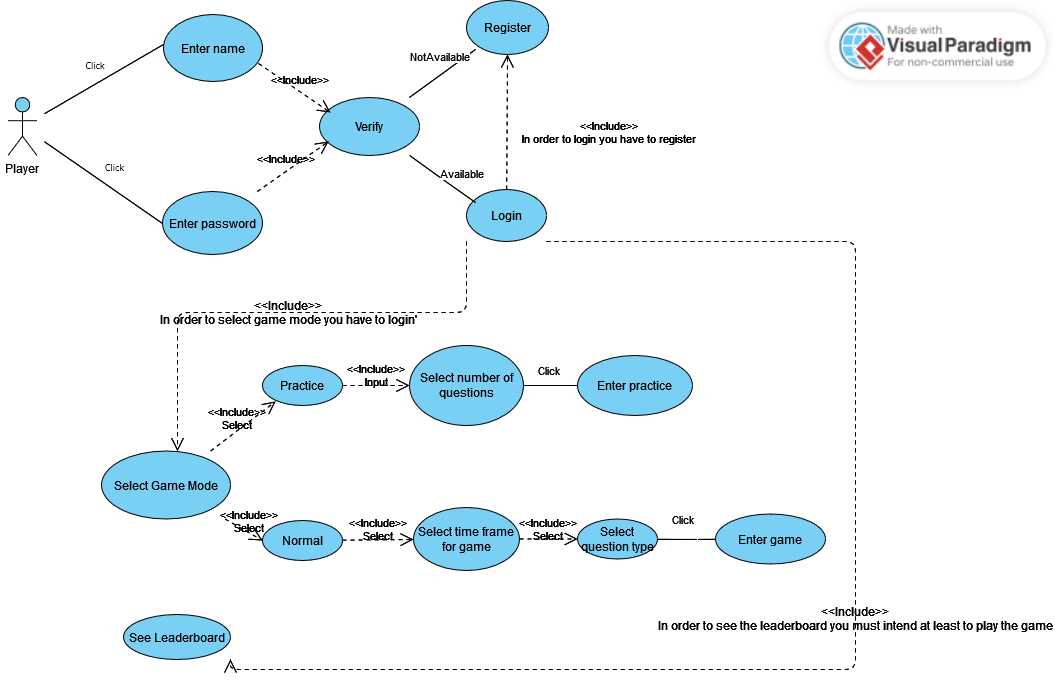 Register
Made with
Visual Paradigm
For non-commercial use
Enter name
Click
NotAvailable
<<Include>>
Verify
<<Include>>
In order to login you have to register
<<Include>>
Player
Click
Available
Enter password
Login
<<Include>>
In order to select game mode you have to login'
Practice
<<Include>>
Input
Select number of
questions
Click
Enter practice
<<Include>>
Select
Select Game Mode
<<Include>>
Select
Normal
<<Include>>
Select
Select time frame
for game
<<Include>>
Select
Select
question type
Click
Enter game
<<Include>>
In order to see the leaderboard you must intend at least to play the game
See Leaderboard